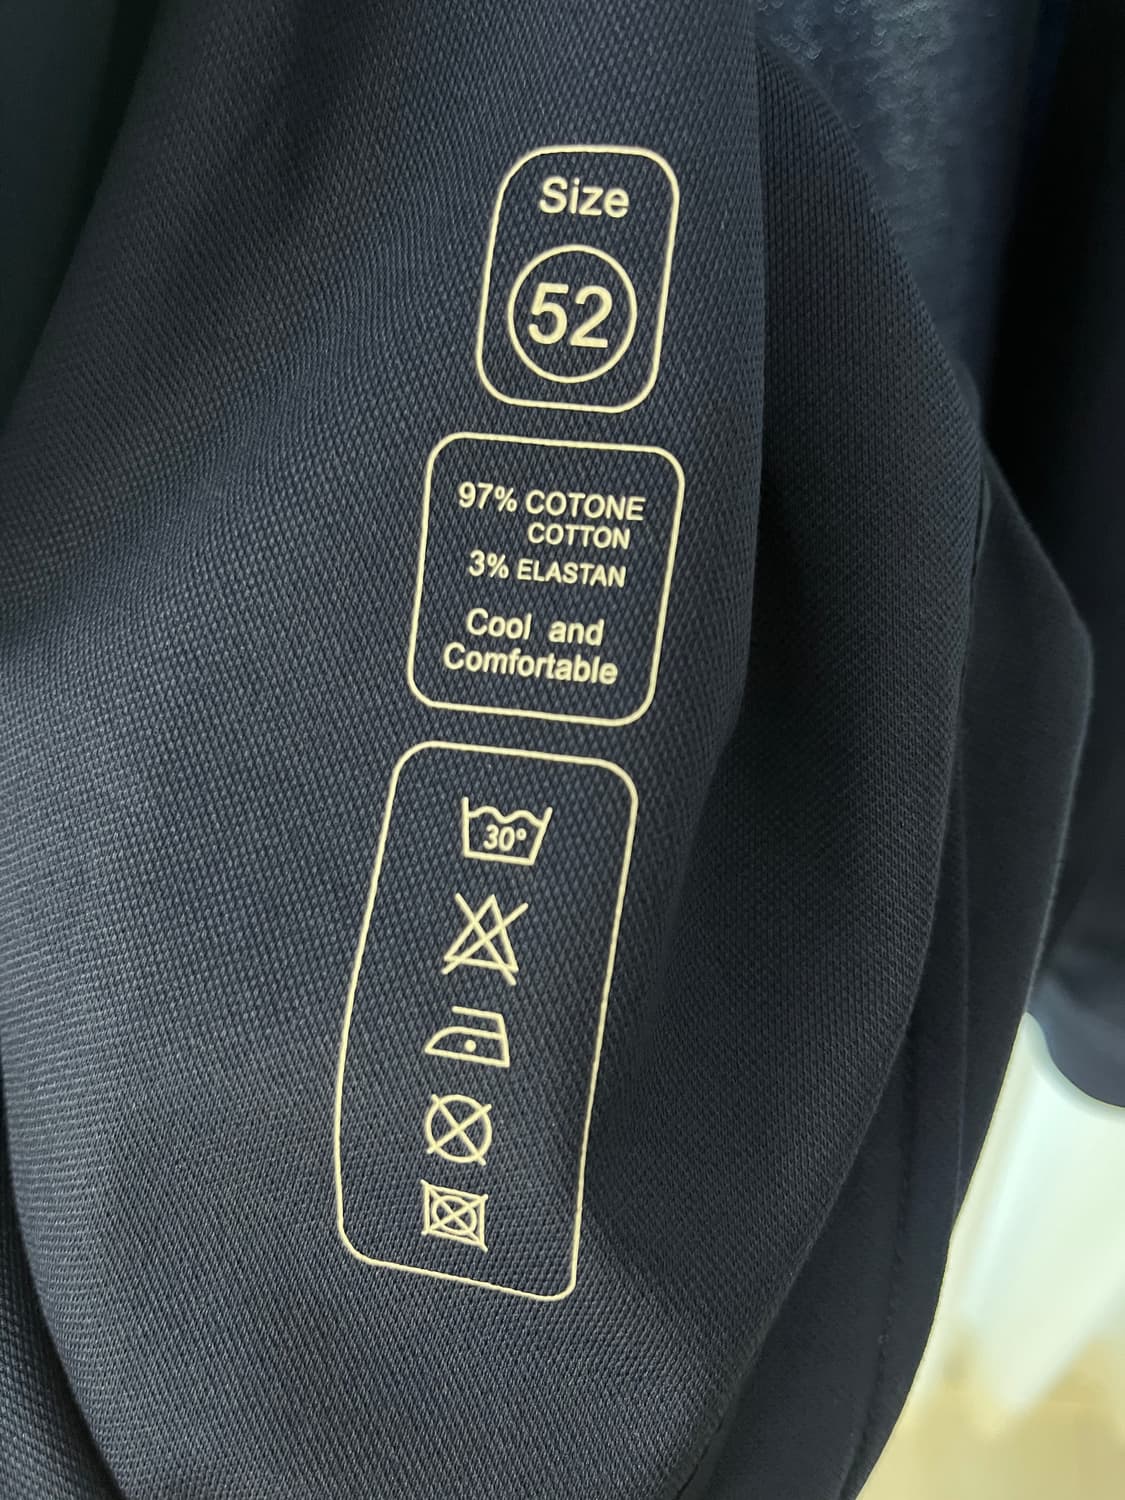 Size
52
97% COTONE
COTTON
3% ELASTAN
Cool and
Comfortable
30°